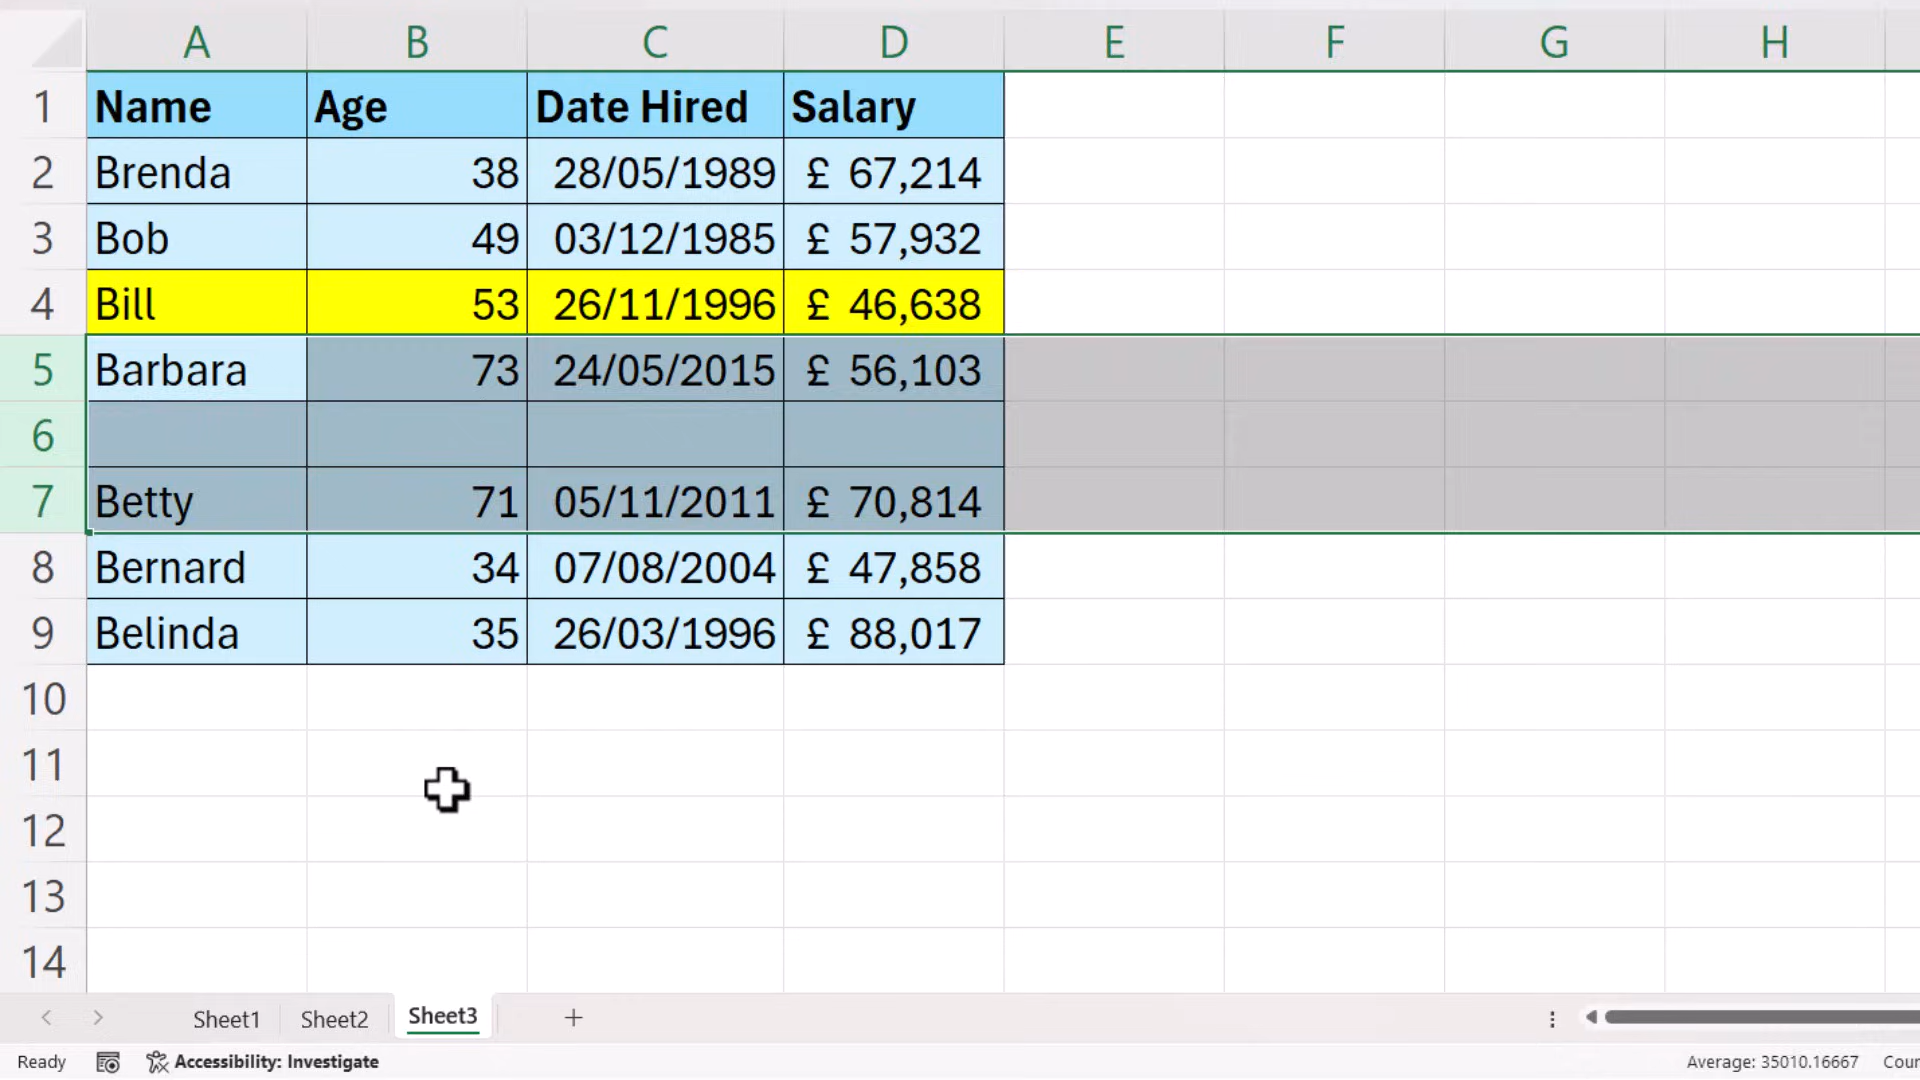 A B C D E F G H
1 Name Age Date Hired Salary
2 Brenda 38 28/05/1989 £ 67,214
3 Bob 49 03/12/1985 £ 57,932
4 Bill 53 26/11/1996 £ 46,638
5 Barbara 73 24/05/2015 £ 56,103
6
7 Betty 71 05/11/2011 £ 70,814
8 Bernard 34 07/08/2004 £ 47,858
9 Belinda 35 26/03/1996 £ 88,017
10
11
12
13
14
Sheet1 Sheet2 Sheet3 +
Ready Accessibility: Investigate Average: 35010.16667 Coun